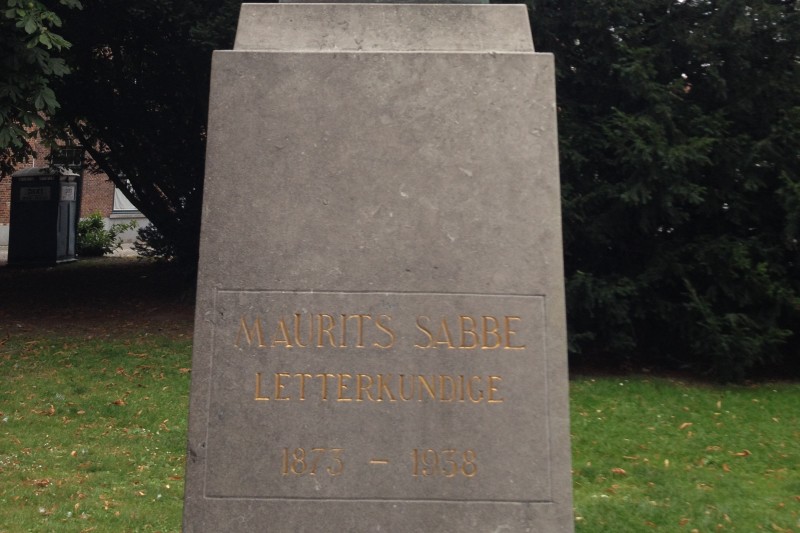 MAURITS SABBE
LETTERKUNDIGE
1873 – 1938